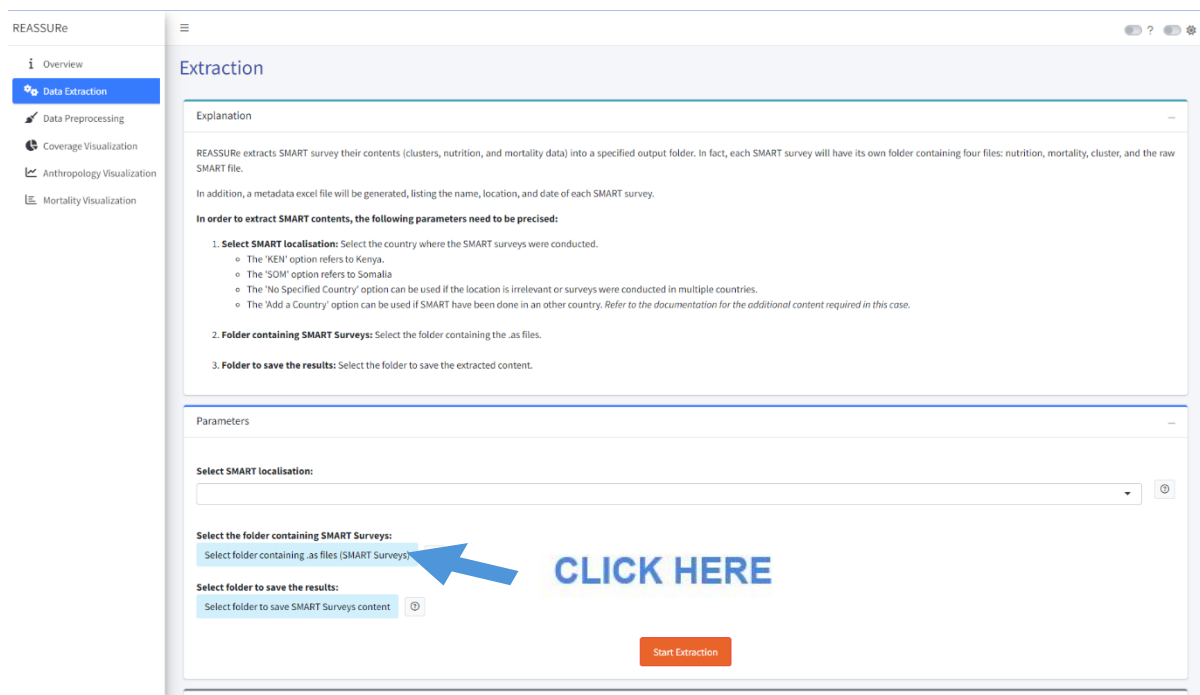 REASSURe
?
Overview
Data Extraction
Data Preprocessing
Coverage Visualization
Anthropology Visualization
Mortality Visualization
Extraction
Explanation
REASSURe extracts SMART survey their contents (clusters, nutrition, and mortality data) into a specified output folder. In fact, each SMART survey will have its own folder containing four files: nutrition, mortality, cluster, and the raw
SMART file.
In addition, a metadata excel file will be generated, listing the name, location, and date of each SMART survey.
In order to extract SMART contents, the following parameters need to be precised:
1. Select SMART localisation: Select the country where the SMART surveys were conducted.
The 'KEN' option refers to Kenya.
The 'SOM' option refers to Somalia
The 'No Specified Country' option can be used if the location is irrelevant or surveys were conducted in multiple countries.
The 'Add a Country' option can be used if SMART have been done in an other country. Refer to the documentation for the additional content required in this case.
2. Folder containing SMART Surveys: Select the folder containing the .as files.
3. Folder to save the results: Select the folder to save the extracted content.
Parameters
Select SMART localisation:
Select the folder containing SMART Surveys:
Select folder containing .as files (SMART Surveys)
CLICK HERE
Select folder to save the results:
Select folder to save SMART Surveys content
Start Extraction